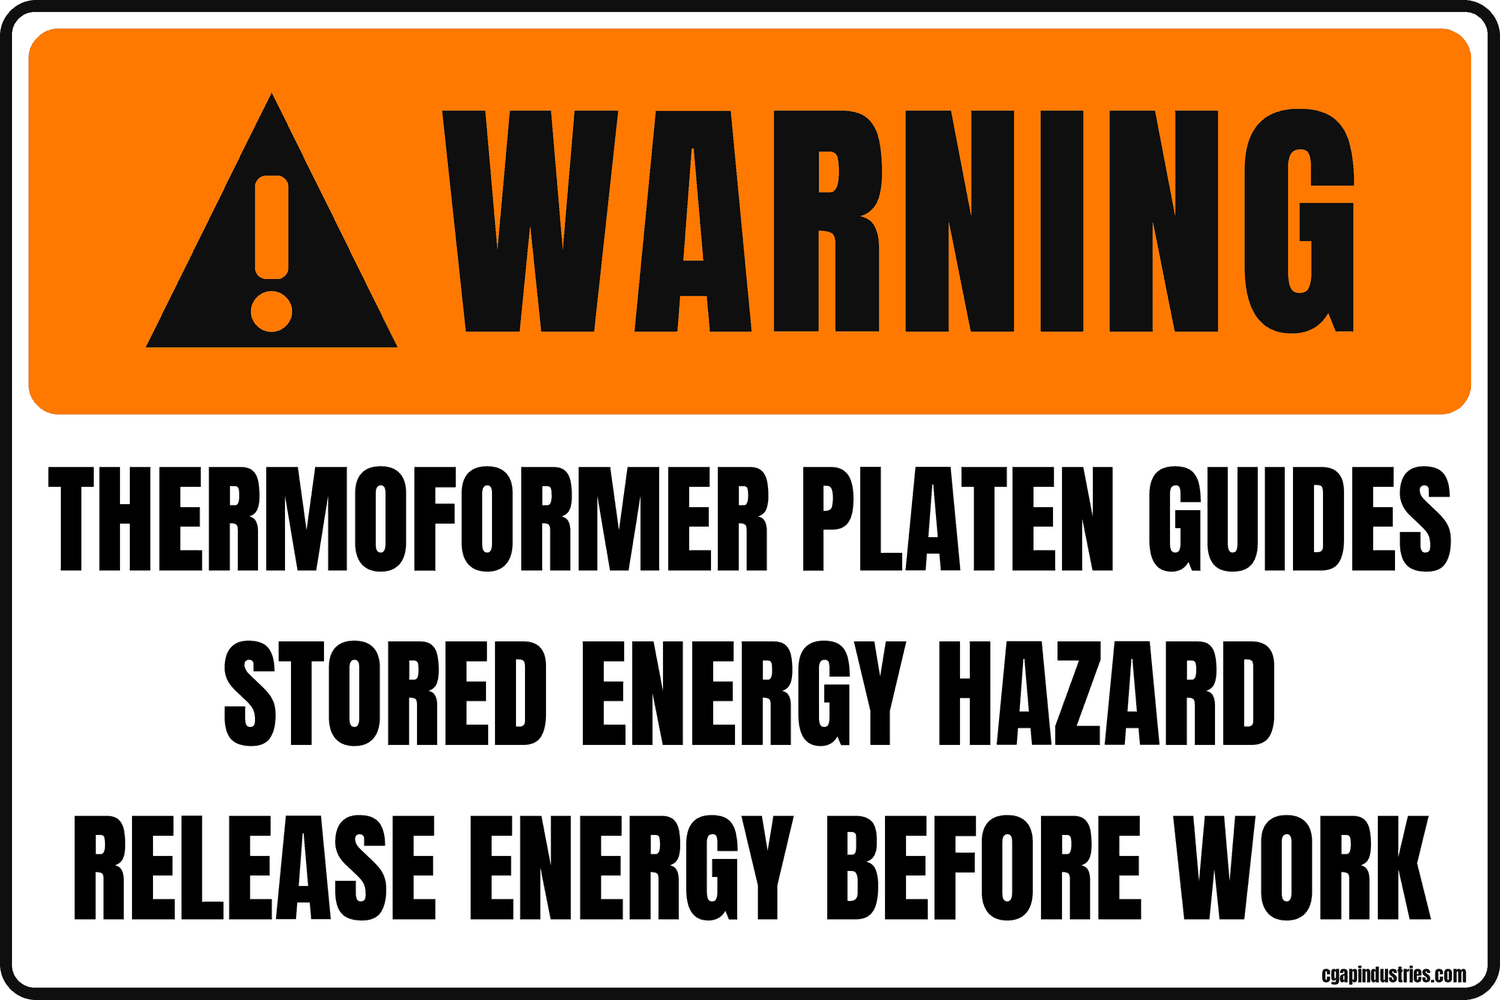 WARNING
THERMOFORMER PLATEN GUIDES
STORED ENERGY HAZARD
RELEASE ENERGY BEFORE WORK
cgapindustries.com